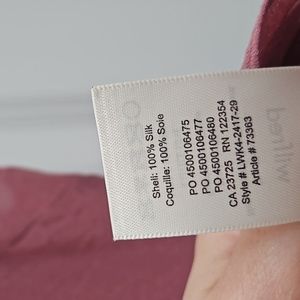 Shell: 100% Silk
Coquille: 100% Soie
PO 4500106475
PO 4500106477
PO 4500106480
CA 23725 RN 122354
Style # LWK4-2417-29
Article # F3363